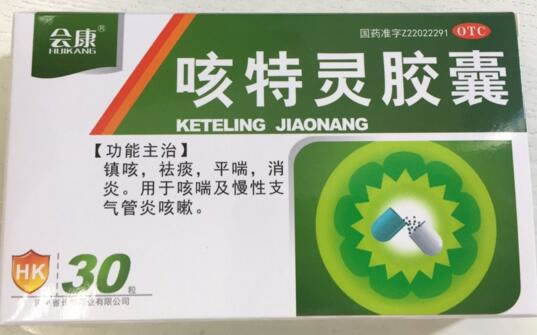 会康®
HUIKANG
国药准字Z22022291 OTC
咳特灵胶囊
KETELING JIAONANG
【功能主治】
镇咳，祛痰，平喘，消
炎。用于咳喘及慢性支
气管炎咳嗽。
HK 30粒